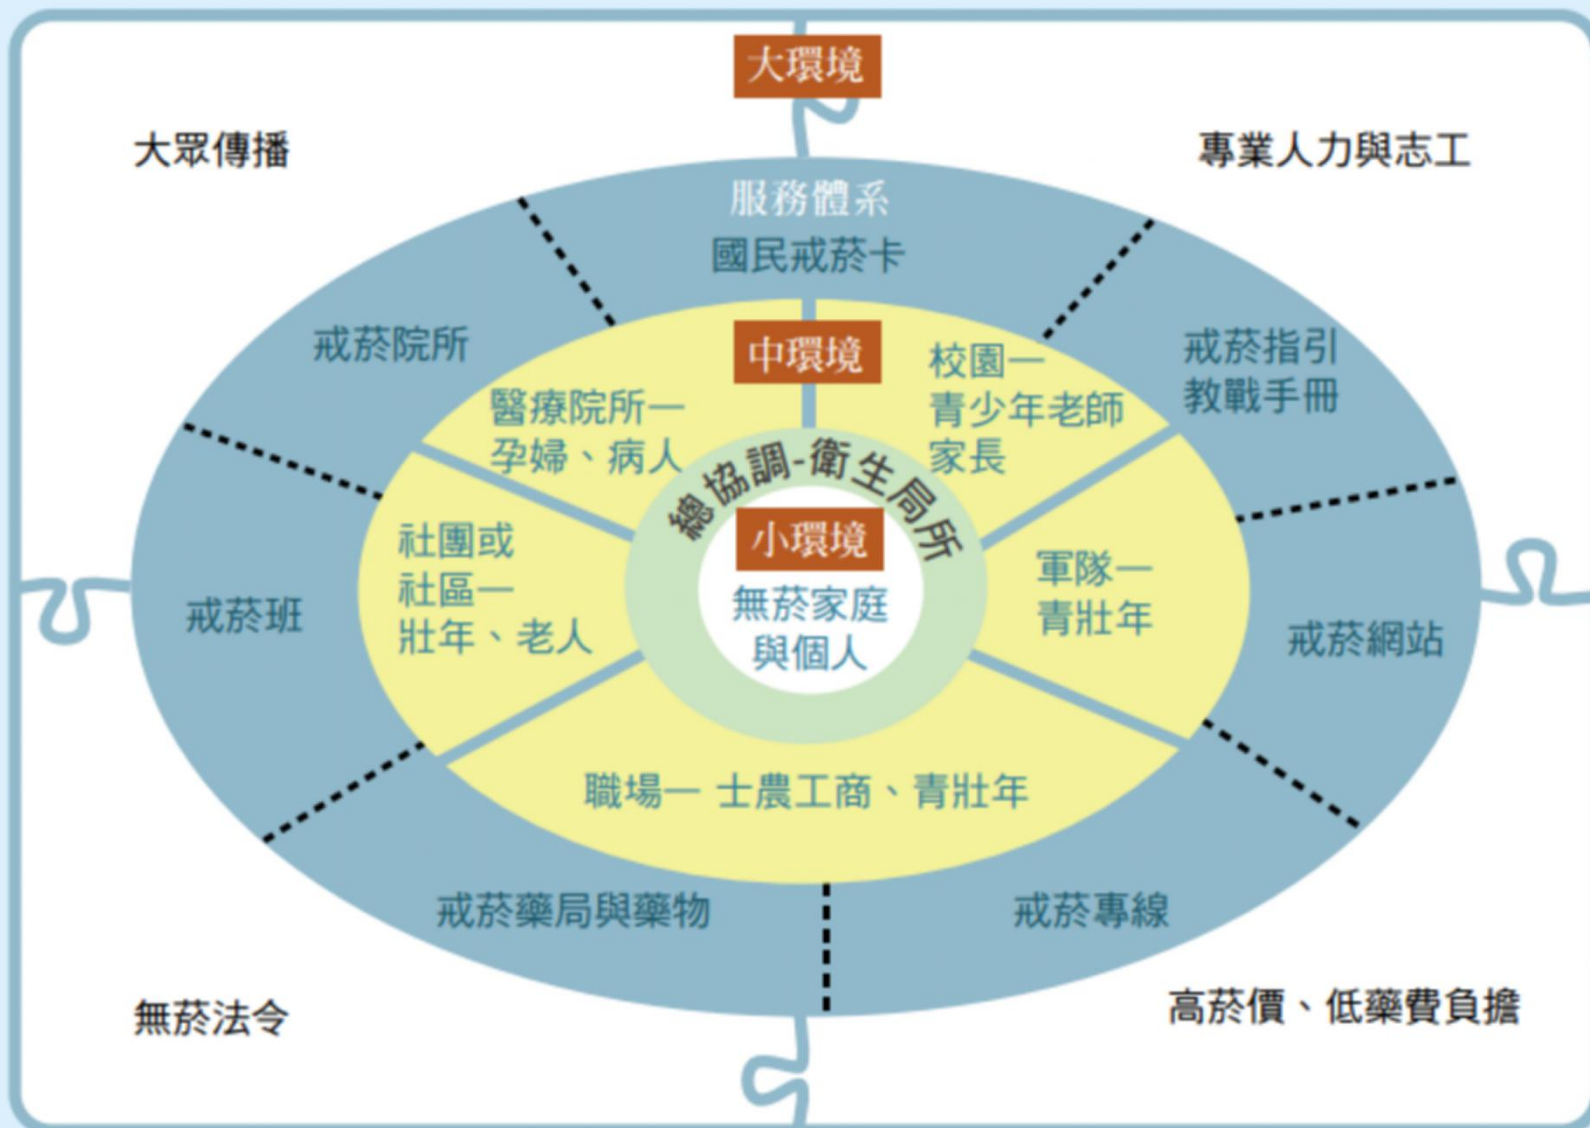 大環境
大眾傳播
專業人力與志工
服務體系
國民戒菸卡
戒菸院所
戒菸指引
教戰手冊
中環境
醫療院所一
孕婦、病人
校園一
青少年老師
家長
總協調-衛生局所
小環境
無菸家庭
與個人
社團或
社區一
壯年、老人
軍隊一
青壯年
戒菸班
戒菸網站
職場一 士農工商、青壯年
戒菸藥局與藥物
戒菸專線
無菸法令
高菸價、低藥費負擔